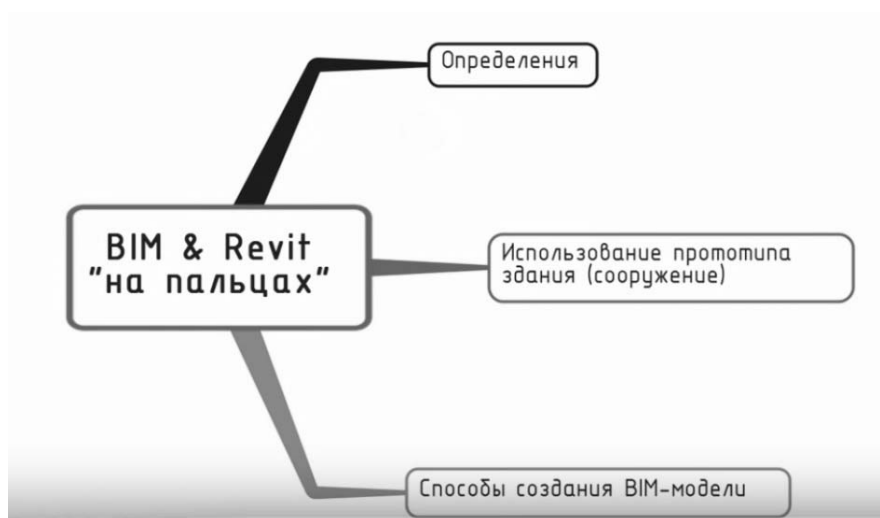 Определения
BIM & Revit
"на пальцах"
Использование прототипа
здания (сооружение)
Способы создания BIM-модели